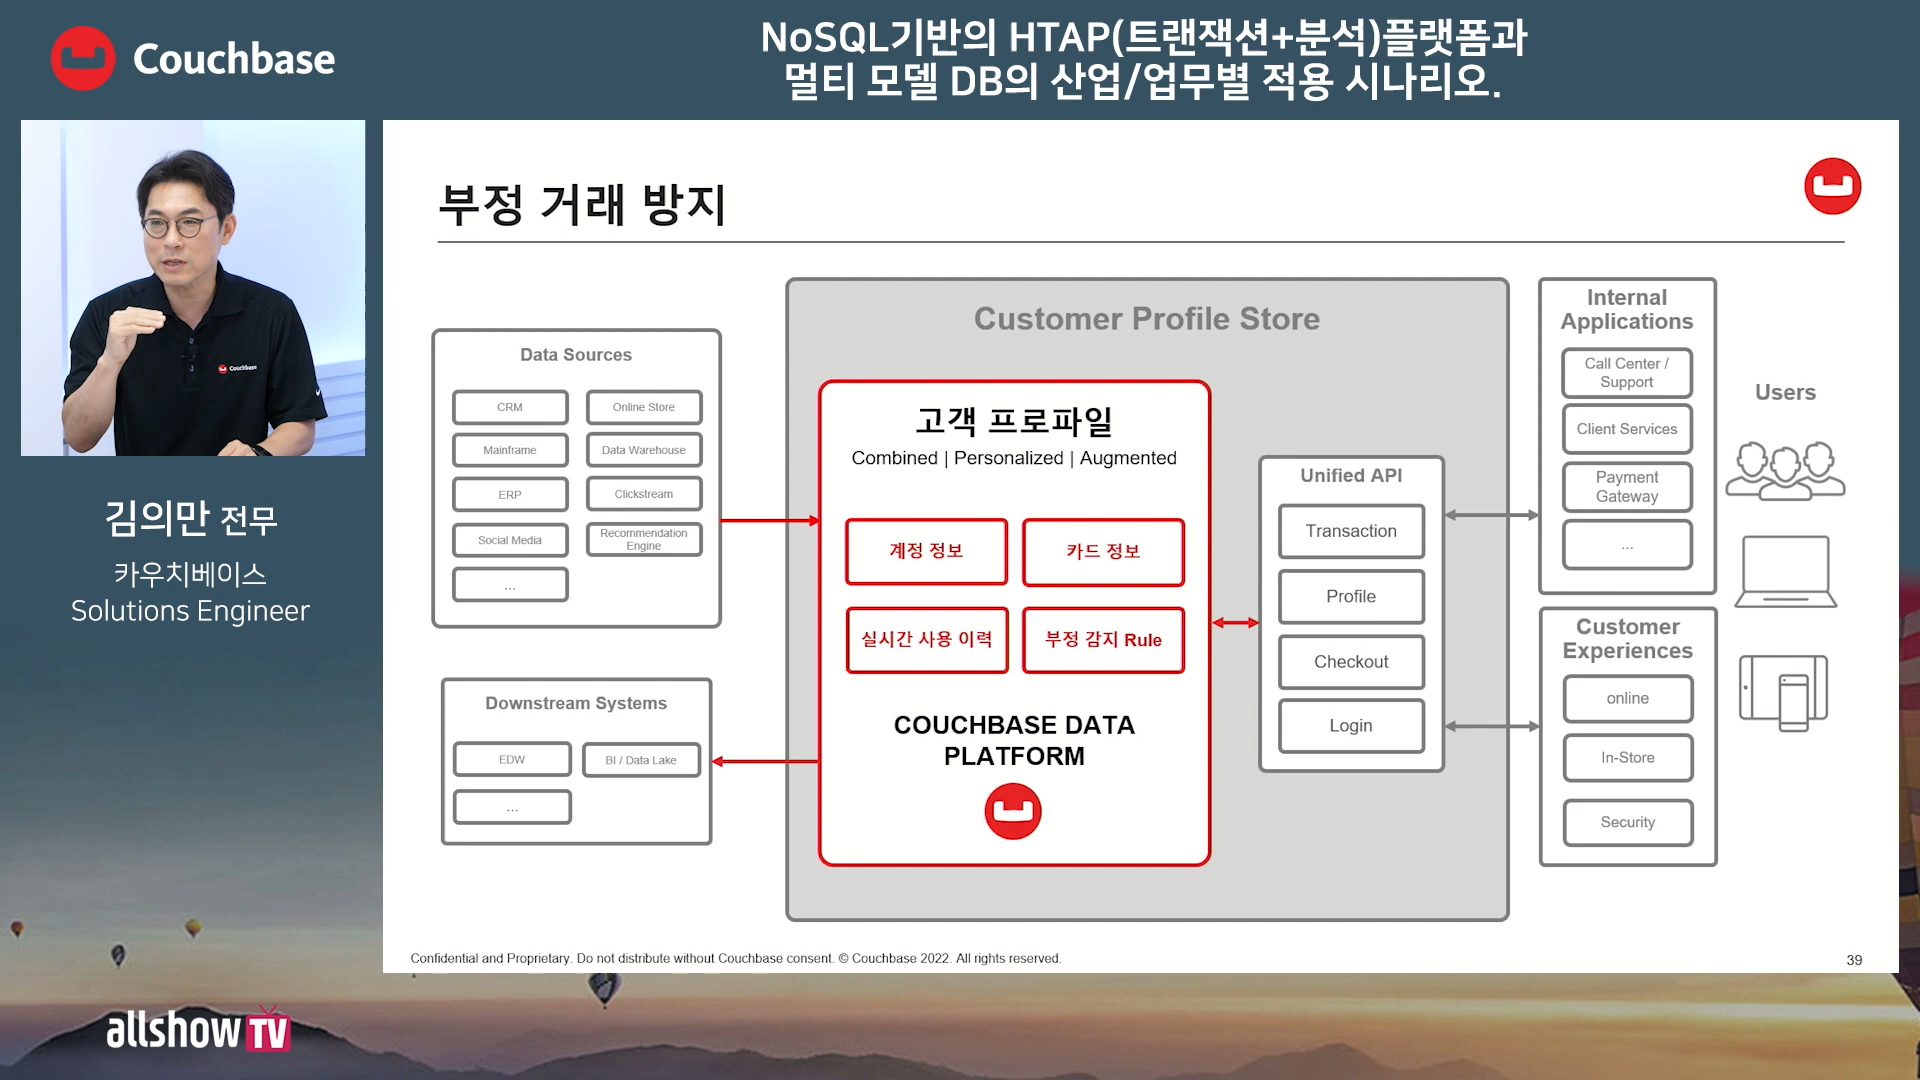 Couchbase
NoSQL기반의 HTAP(트랜잭션+분석)플랫폼과
멀티 모델 DB의 산업/업무별 적용 시나리오.
Couchbase
김의만 전무
카우치베이스
Solutions Engineer
부정 거래 방지
Data Sources
CRM
Online Store
Mainframe
Data Warehouse
ERP
Clickstream
Social Media
Recommendation
Engine
...
Downstream Systems
EDW
BI / Data Lake
...
Customer Profile Store
고객 프로파일
Combined | Personalized | Augmented
계정 정보
카드 정보
실시간 사용 이력
부정 감지 Rule
COUCHBASE DATA
PLATFORM
Unified API
Transaction
Profile
Checkout
Login
Internal
Applications
Call Center /
Support
Client Services
Payment
Gateway
...
Customer
Experiences
online
In-Store
Security
Users
Confidential and Proprietary. Do not distribute without Couchbase consent. © Couchbase 2022. All rights reserved.
39
allshow TV